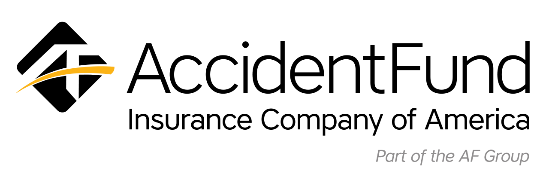 AccidentFund
Insurance Company of America
Part of the AF Group